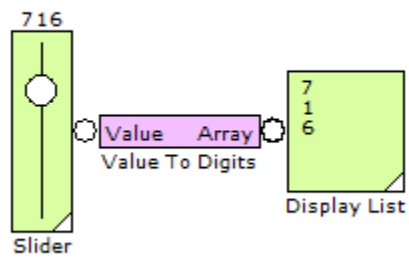 716
Slider
Value Array
Value To Digits
7
1
6
Display List